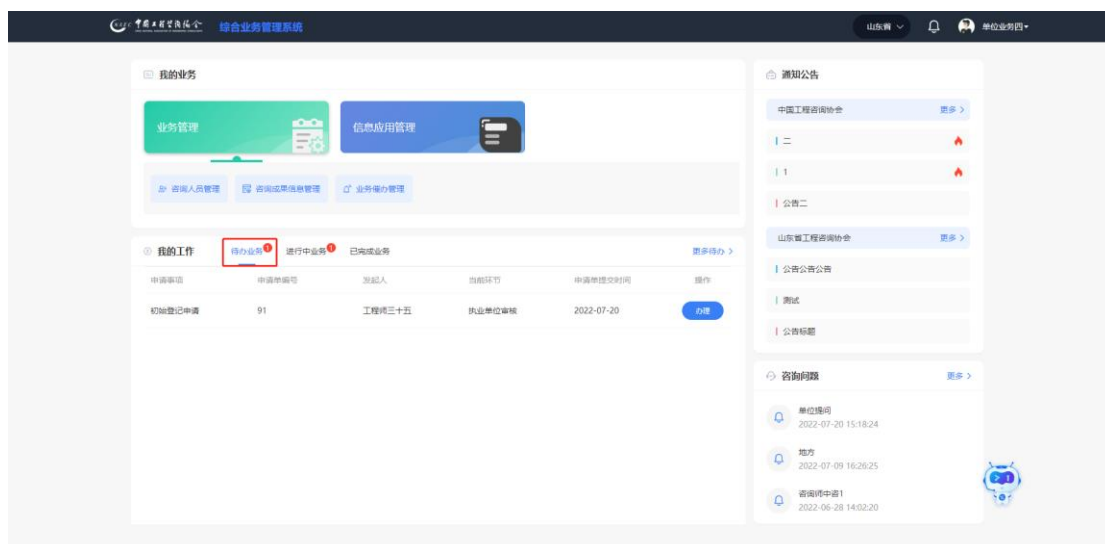 综合业务管理系统
山东省
单位业务四
我的业务
业务管理
信息应用管理
咨询人员管理
咨询成果信息管理
业务催办管理
我的工作
待办业务 1
进行中业务 1
已完成业务
更多待办 >
申请事项 申请单编号 发起人 当前环节 申请单提交时间 操作
初始登记申请 91 工程师三十五 执业单位审核 2022-07-20 办理
通知公告
中国工程咨询协会 更多 >
二
1
公告二
山东省工程咨询协会 更多 >
公告公告公告
测试
公告标题
咨询问题 更多 >
单位提问
2022-07-20 15:18:24
地方
2022-07-09 16:26:25
咨询师中咨1
2022-06-28 14:02:20